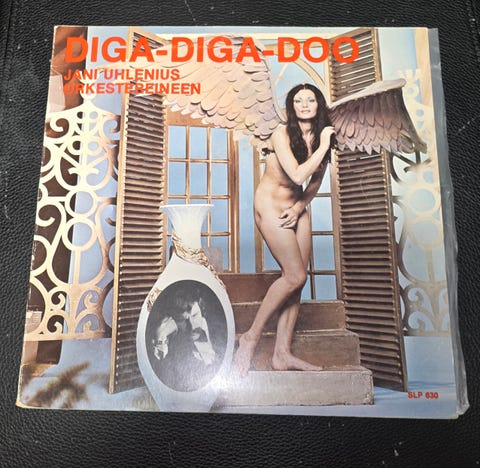 DIGA-DIGA-DOO
JANI UHLENIUS
ORKESTEREINEEN
SLP 630